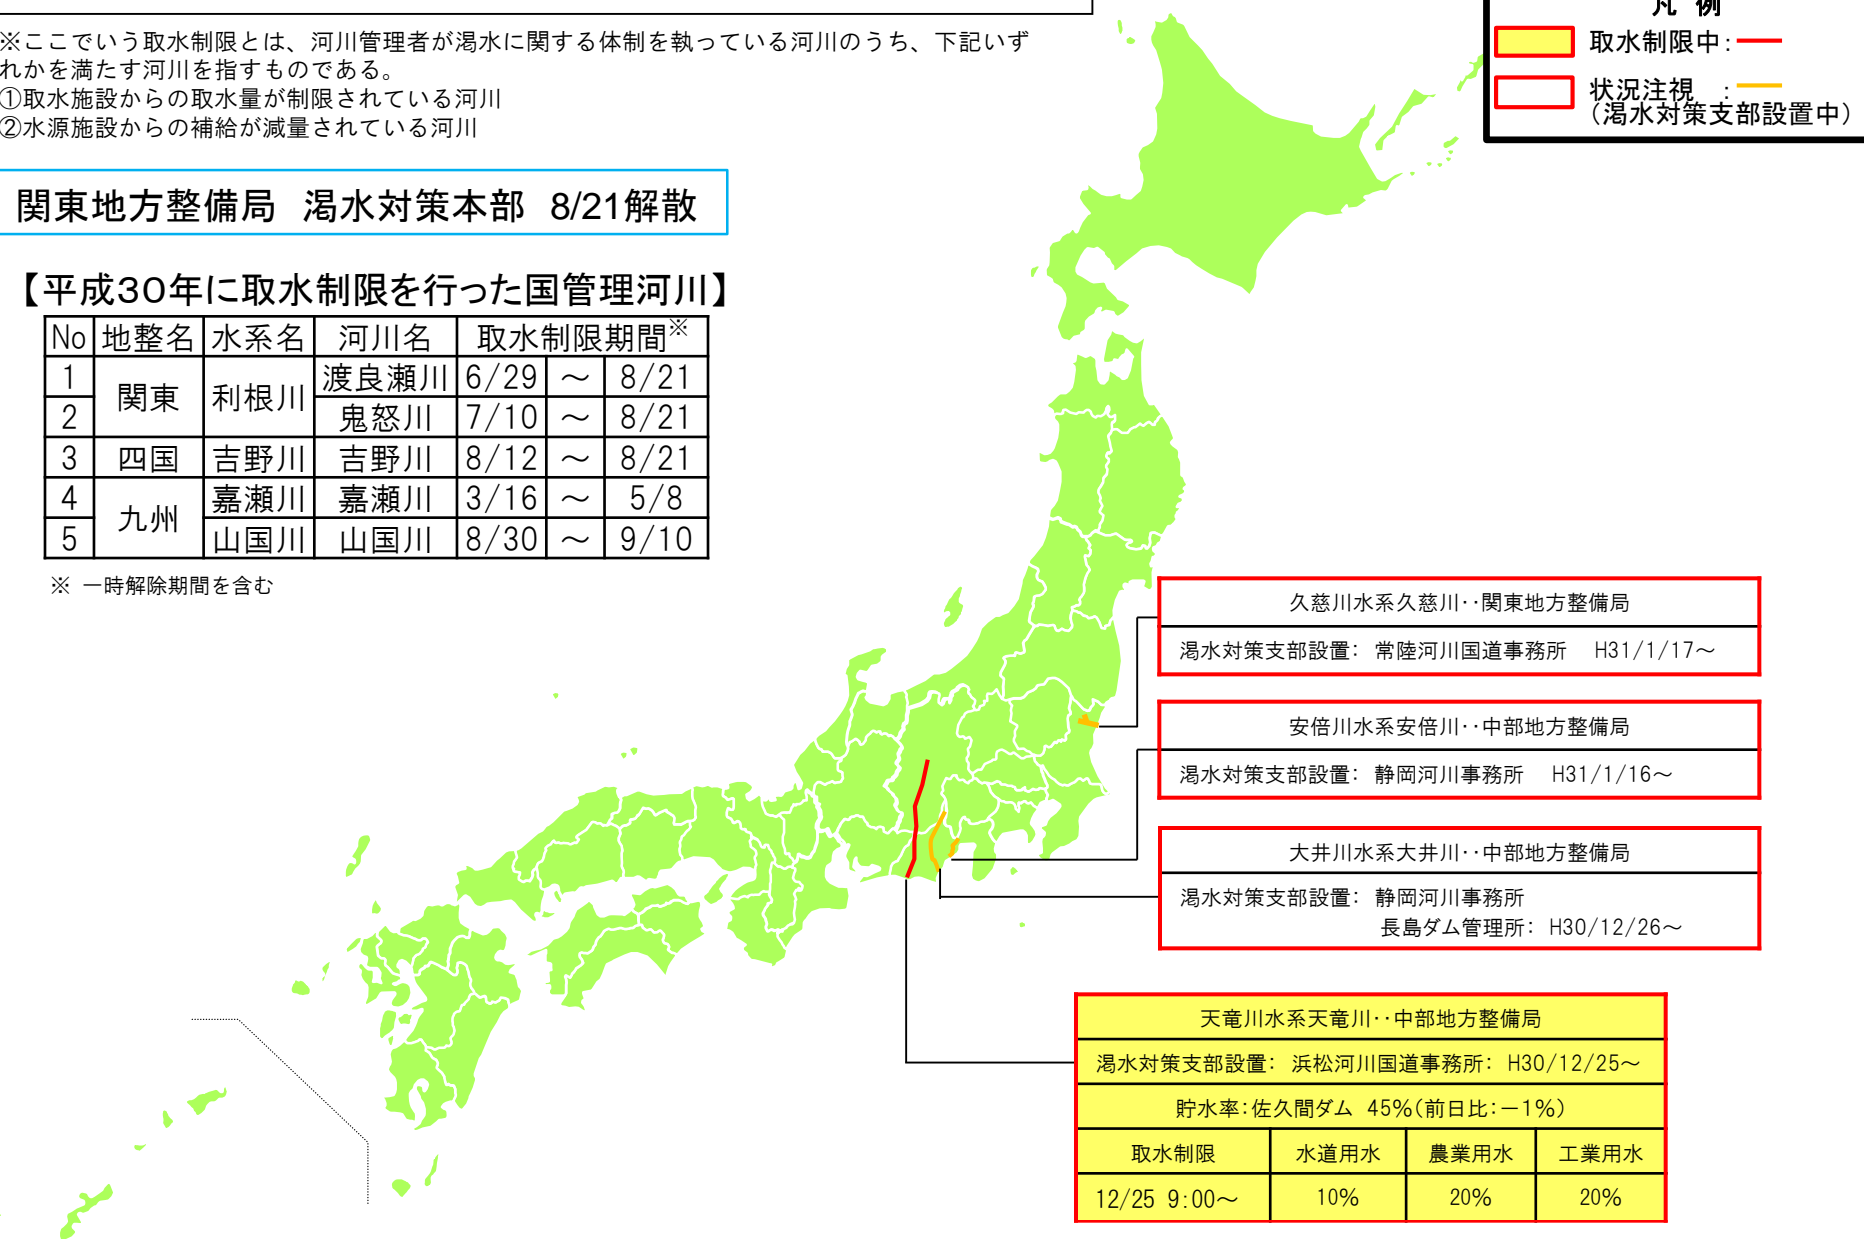 ※ここでいう取水制限とは、河川管理者が渇水に関する体制を執っている河川のうち、下記いず
れかを満たす河川を指すものである。
①取水施設からの取水量が制限されている河川
②水源施設からの補給が減量されている河川
凡 例
取水制限中:
状況注視 :
(渇水対策支部設置中)
関東地方整備局 渇水対策本部 8/21解散
【平成30年に取水制限を行った国管理河川】
No 地整名 水系名 河川名 取水制限期間※
1 関東 利根川 渡良瀬川 6/29 ～ 8/21
2 鬼怒川 7/10 ～ 8/21
3 四国 吉野川 吉野川 8/12 ～ 8/21
4 九州 嘉瀬川 嘉瀬川 3/16 ～ 5/8
5 山国川 山国川 8/30 ～ 9/10
※ 一時解除期間を含む
久慈川水系久慈川･･関東地方整備局
渇水対策支部設置: 常陸河川国道事務所 H31/1/17～
安倍川水系安倍川･･中部地方整備局
渇水対策支部設置: 静岡河川事務所 H31/1/16～
大井川水系大井川･･中部地方整備局
渇水対策支部設置: 静岡河川事務所
長島ダム管理所: H30/12/26～
天竜川水系天竜川･･中部地方整備局
渇水対策支部設置: 浜松河川国道事務所: H30/12/25～
貯水率:佐久間ダム 45%(前日比:－1%)
取水制限 水道用水 農業用水 工業用水
12/25 9:00～ 10% 20% 20%